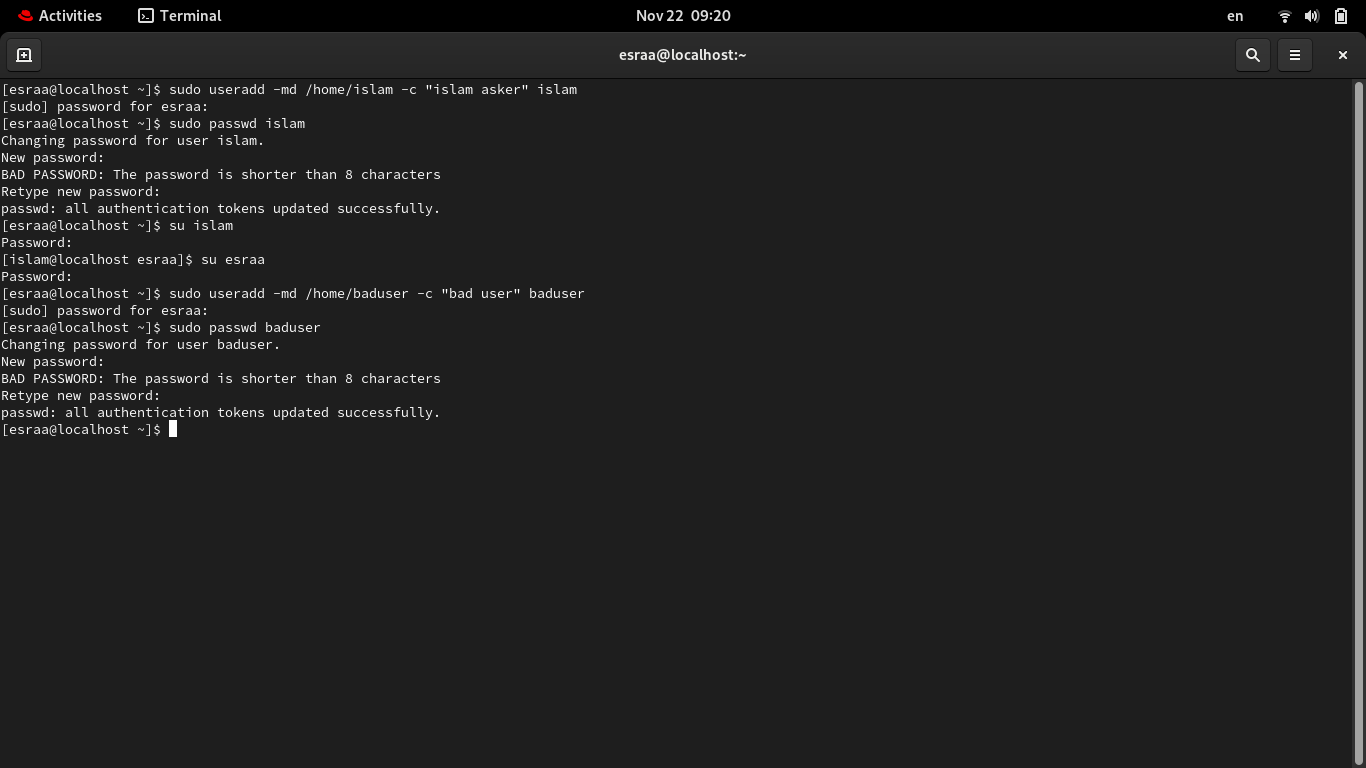 Activities Terminal Nov 22 09:20 en
esraa@localhost:~
[esraa@localhost ~]$ sudo useradd -md /home/islam -c "islam asker" islam
[sudo] password for esraa:
[esraa@localhost ~]$ sudo passwd islam
Changing password for user islam.
New password:
BAD PASSWORD: The password is shorter than 8 characters
Retype new password:
passwd: all authentication tokens updated successfully.
[esraa@localhost ~]$ su islam
Password:
[islam@localhost esraa]$ su esraa
Password:
[esraa@localhost ~]$ sudo useradd -md /home/baduser -c "bad user" baduser
[sudo] password for esraa:
[esraa@localhost ~]$ sudo passwd baduser
Changing password for user baduser.
New password:
BAD PASSWORD: The password is shorter than 8 characters
Retype new password:
passwd: all authentication tokens updated successfully.
[esraa@localhost ~]$